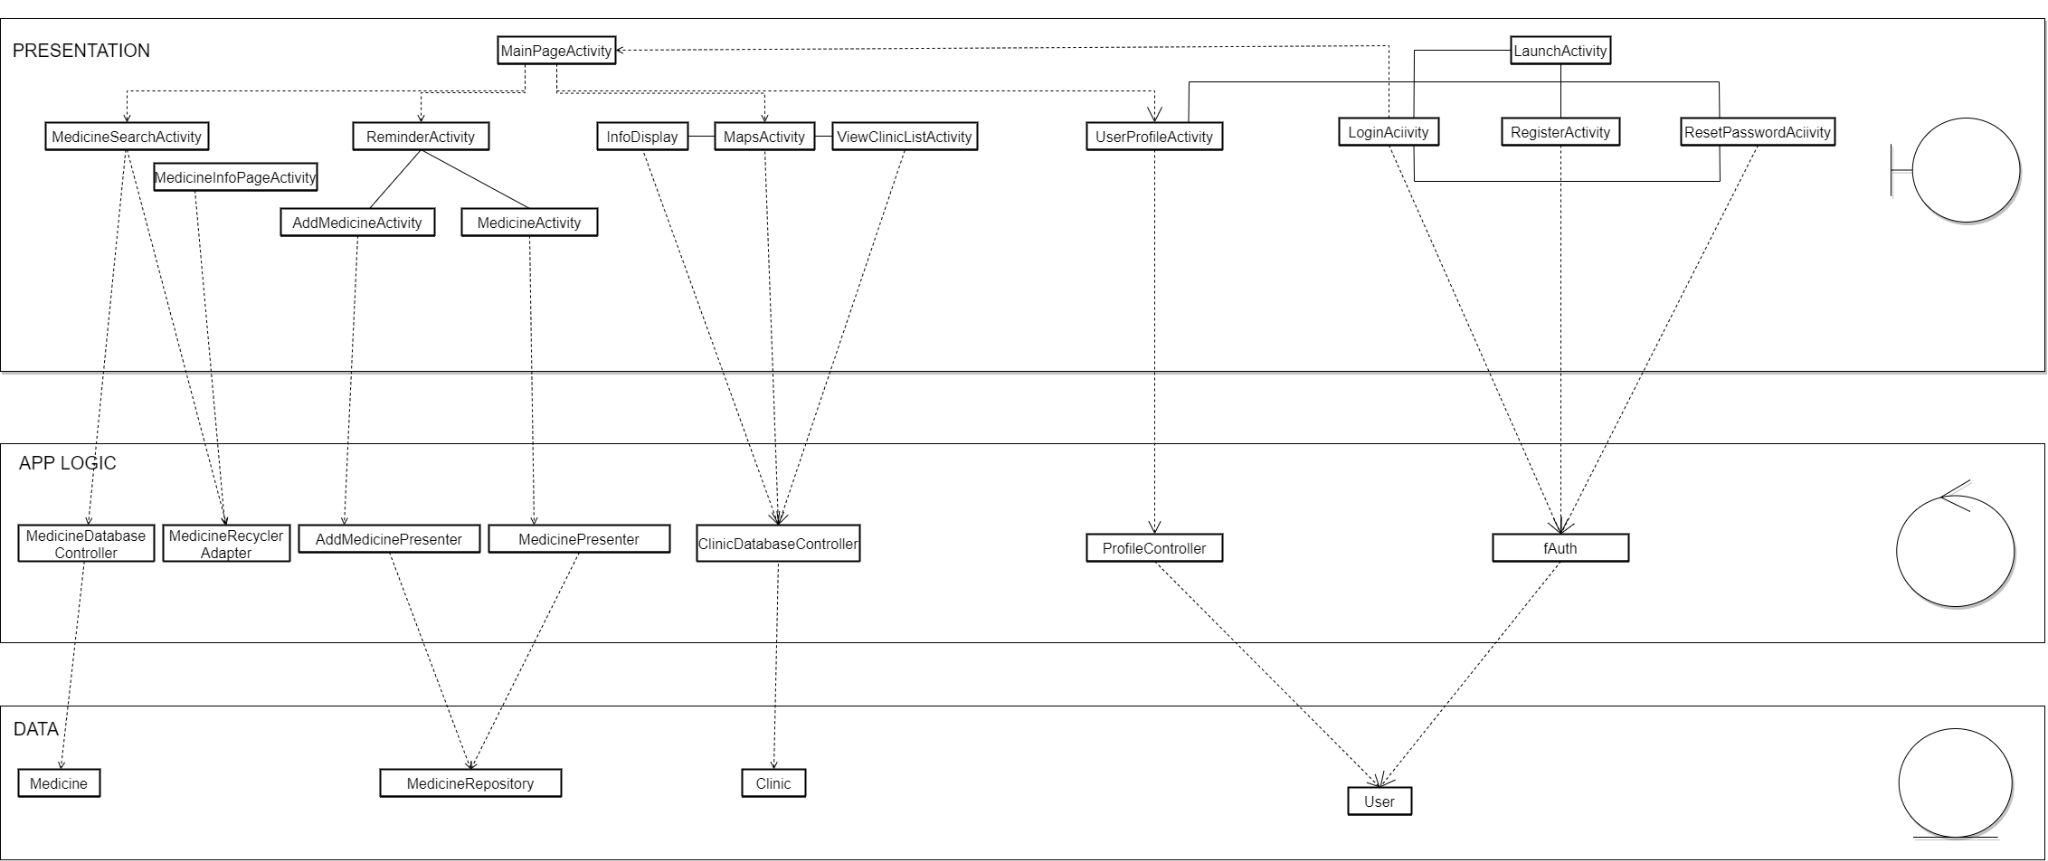 PRESENTATION
MainPageActivity
LaunchActivity
MedicineSearchActivity
ReminderActivity
InfoDisplay
MapsActivity
ViewClinicListActivity
UserProfileActivity
LoginAciivity
RegisterActivity
ResetPasswordAciivity
MedicineInfoPageActivity
AddMedicineActivity
MedicineActivity
APP LOGIC
MedicineDatabase
Controller
MedicineRecycler
Adapter
AddMedicinePresenter
MedicinePresenter
ClinicDatabaseController
ProfileController
fAuth
DATA
Medicine
MedicineRepository
Clinic
User